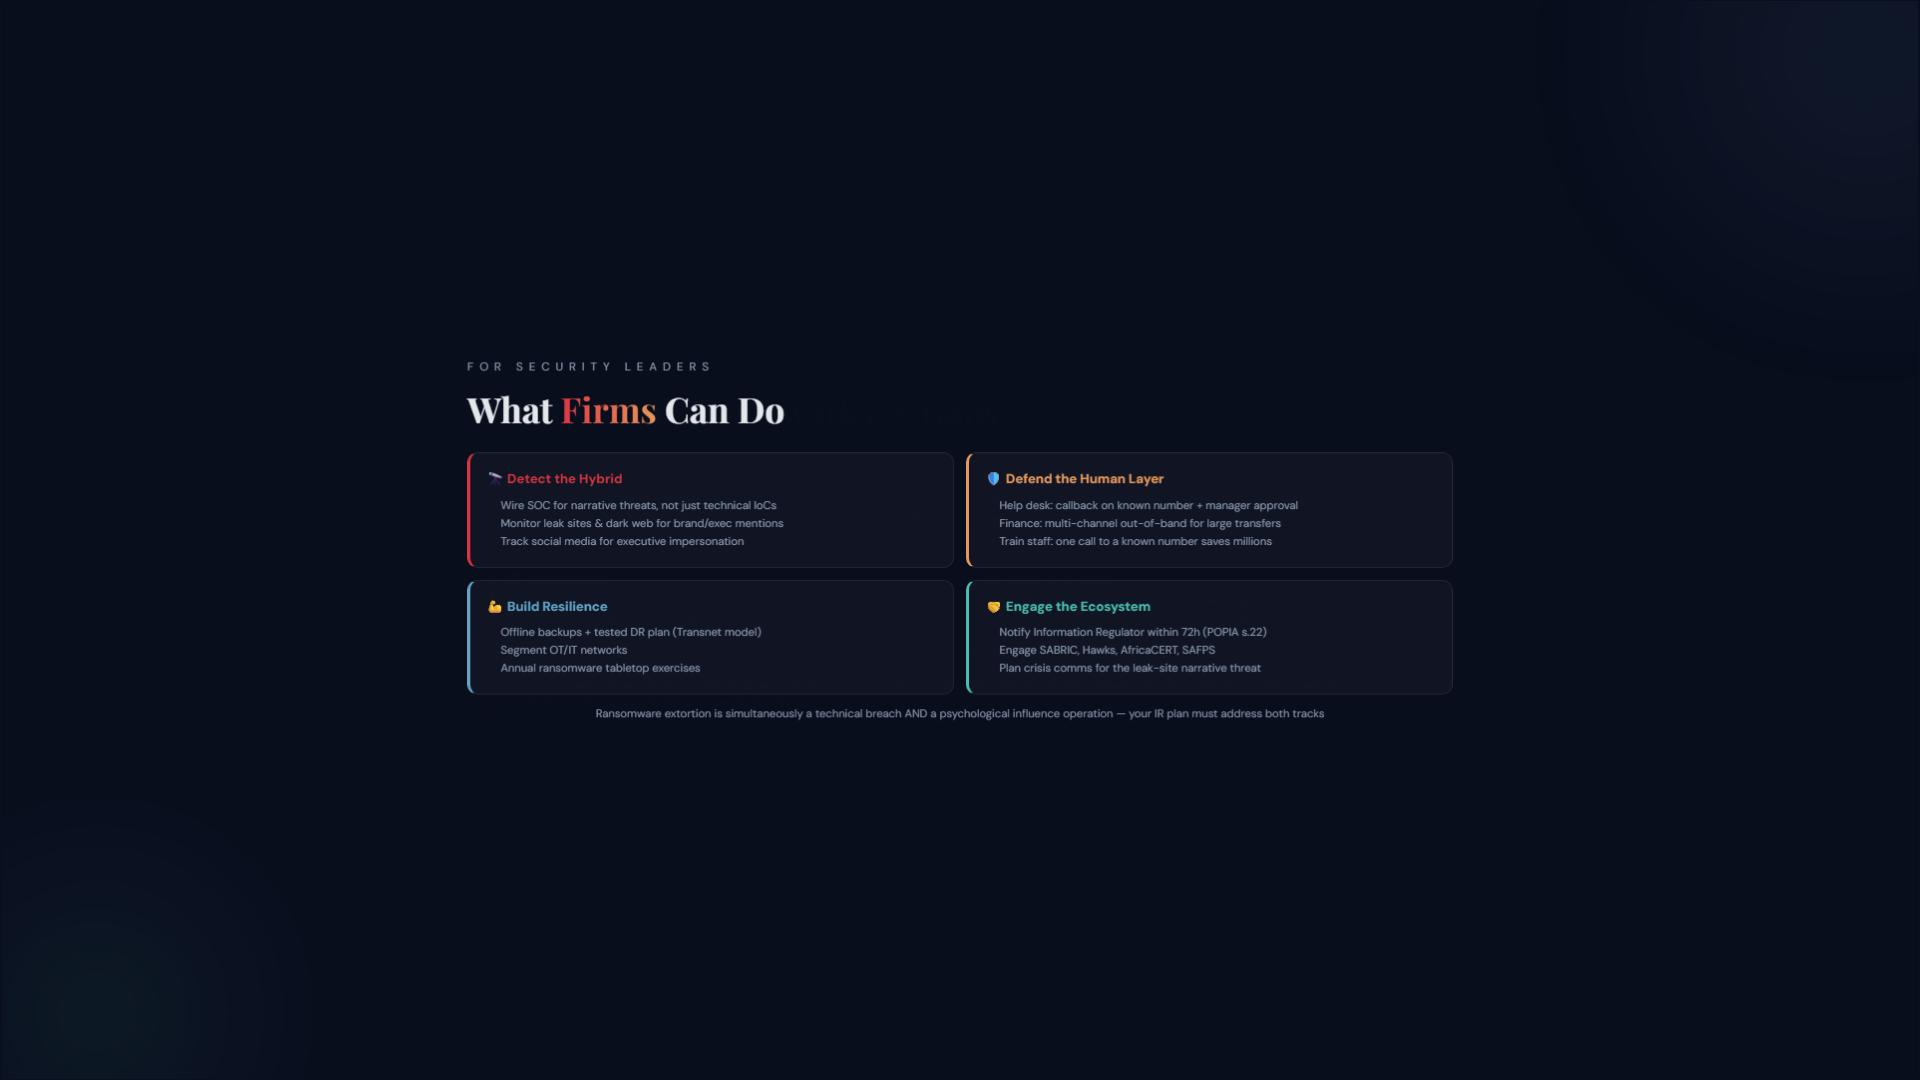 FOR SECURITY LEADERS
What Firms Can Do
Detect the Hybrid
Wire SOC for narrative threats, not just technical IoCs
Monitor leak sites & dark web for brand/exec mentions
Track social media for executive impersonation
Defend the Human Layer
Help desk: callback on known number + manager approval
Finance: multi-channel out-of-band for large transfers
Train staff: one call to a known number saves millions
Build Resilience
Offline backups + tested DR plan (Transnet model)
Segment OT/IT networks
Annual ransomware tabletop exercises
Engage the Ecosystem
Notify Information Regulator within 72h (POPIA s.22)
Engage SABRIC, Hawks, AfricaCERT, SAFPS
Plan crisis comms for the leak-site narrative threat
Ransomware extortion is simultaneously a technical breach AND a psychological influence operation — your IR plan must address both tracks